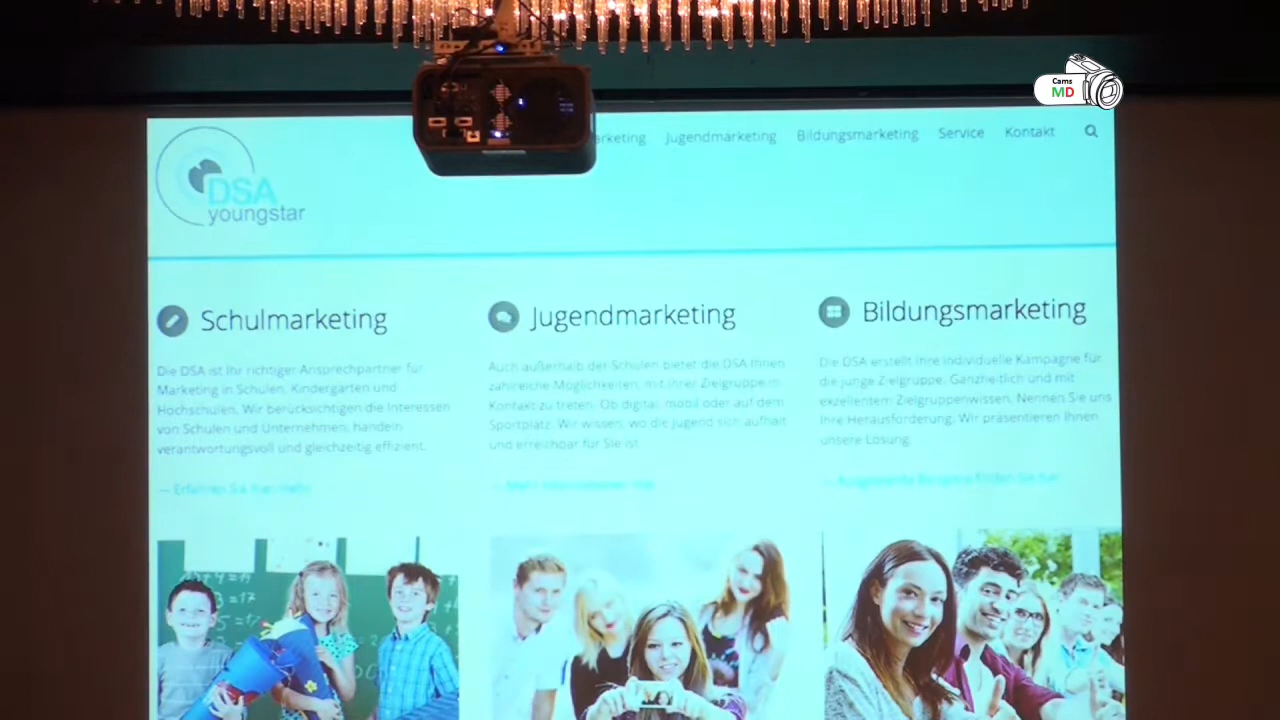 Cams
MD
arketing Jugendmarketing Bildungsmarketing Service Kontakt
DSA
youngstar
Schulmarketing
Die DSA ist Ihr richtiger Ansprechpartner für
Marketing in Schulen, Kindergärten und
Hochschulen. Wir berücksichtigen die Interessen
von Schulen und Unternehmen, handeln
verantwortungsvoll und gleichzeitig effizient.
— Erfahren Sie hier mehr
Jugendmarketing
Auch außerhalb der Schulen bietet die DSA Ihnen
zahlreiche Möglichkeiten, mit Ihrer Zielgruppe in
Kontakt zu treten. Ob digital, mobil oder auf dem
Sportplatz. Wir wissen, wo die Jugend sich aufhält
und erreichbar für Sie ist.
Bildungsmarketing
Die DSA erstellt Ihre individuelle Kampagne für
die junge Zielgruppe. Ganzheitlich und mit
exzellentem Zielgruppenwissen. Nennen Sie uns
Ihre Herausforderung. Wir präsentieren Ihnen
unsere Lösung.